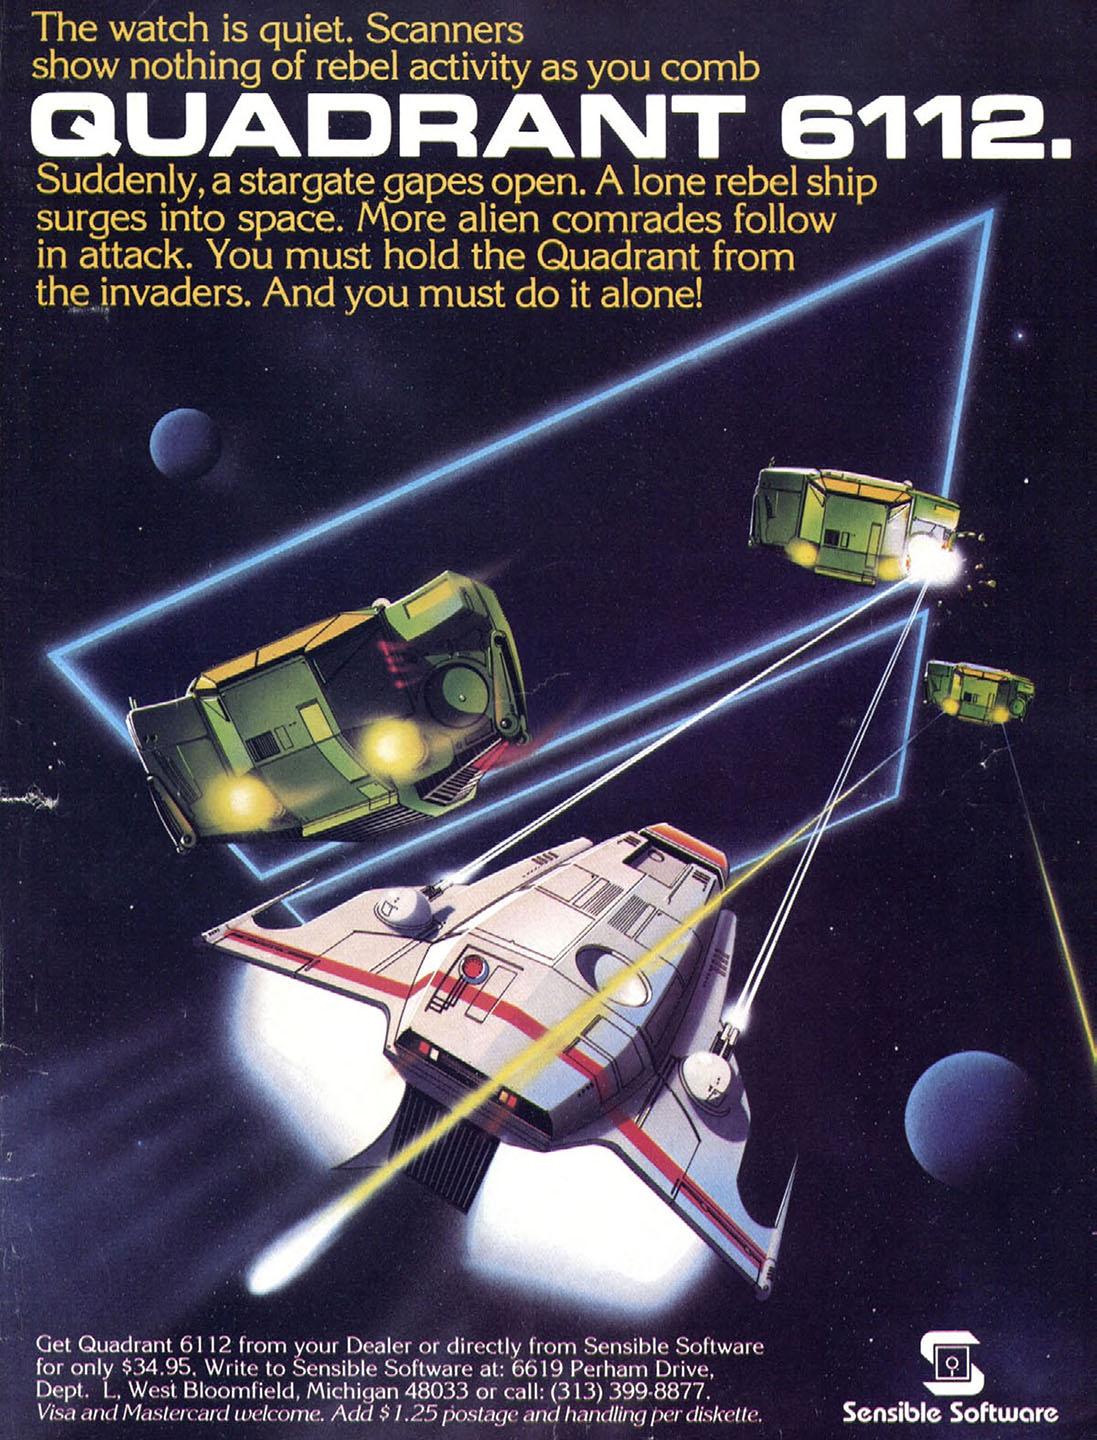 The watch is quiet. Scanners
show nothing of rebel activity as you comb
QUADRANT 6112.
Suddenly, a stargate gapes open. A lone rebel ship
surges into space. More alien comrades follow
in attack. You must hold the Quadrant from
the invaders. And you must do it alone!
Get Quadrant 6112 from your Dealer or directly from Sensible Software
for only $34.95. Write to Sensible Software at: 6619 Perham Drive,
Dept. L, West Bloomfield, Michigan 48033 or call: (313) 399-8877.
Visa and Mastercard welcome. Add $1.25 postage and handling per diskette.
Sensible Software